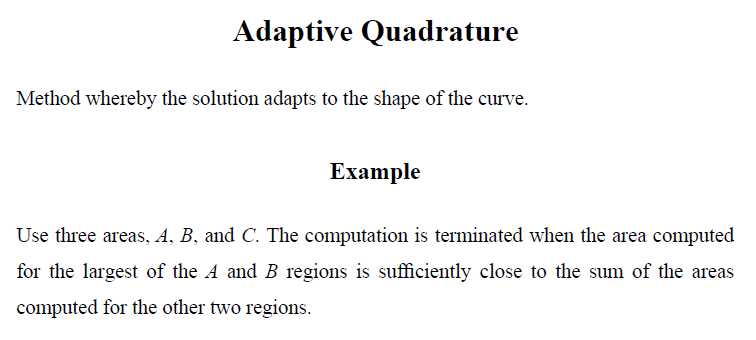 Adaptive Quadrature
Method whereby the solution adapts to the shape of the curve.
Example
Use three areas, A, B, and C. The computation is terminated when the area computed
for the largest of the A and B regions is sufficiently close to the sum of the areas
computed for the other two regions.